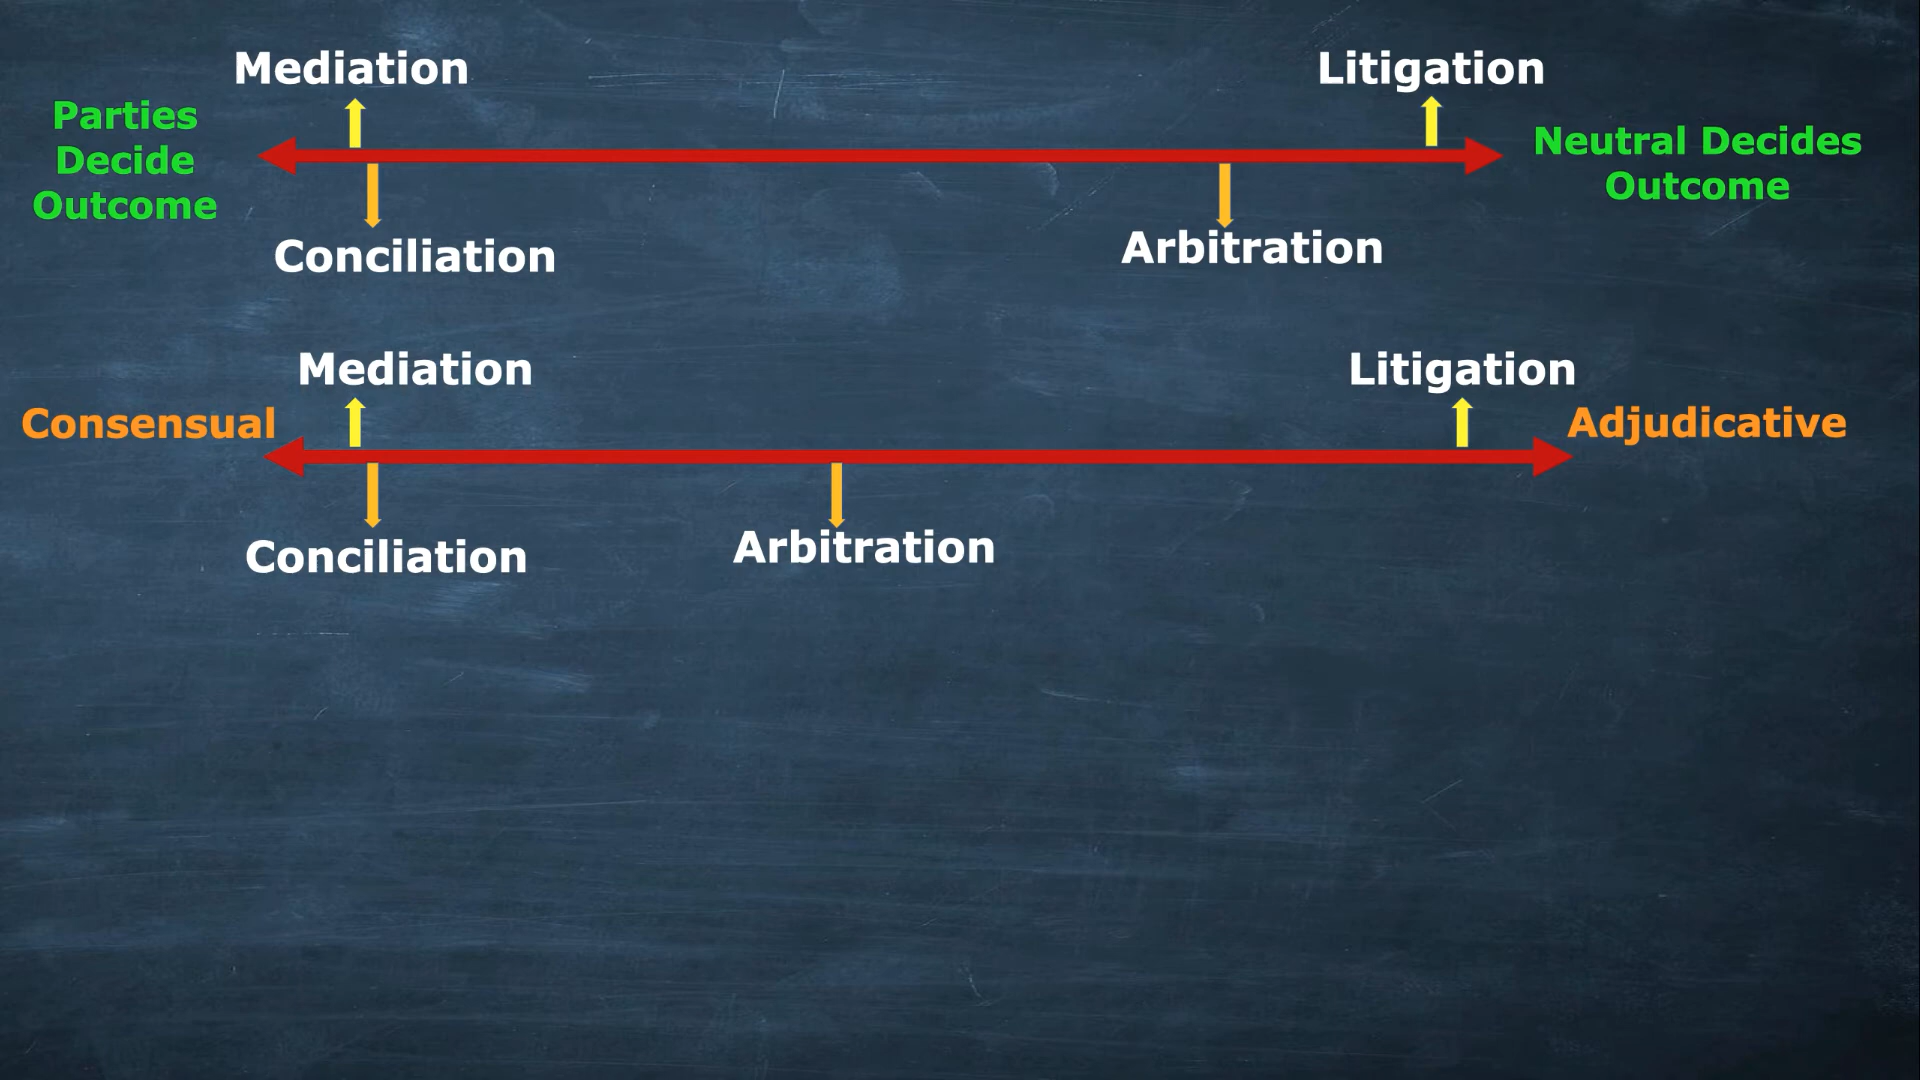 Mediation
Litigation
Parties
Decide
Outcome
Neutral Decides
Outcome
Conciliation
Arbitration
Mediation
Litigation
Consensual
Adjudicative
Conciliation
Arbitration